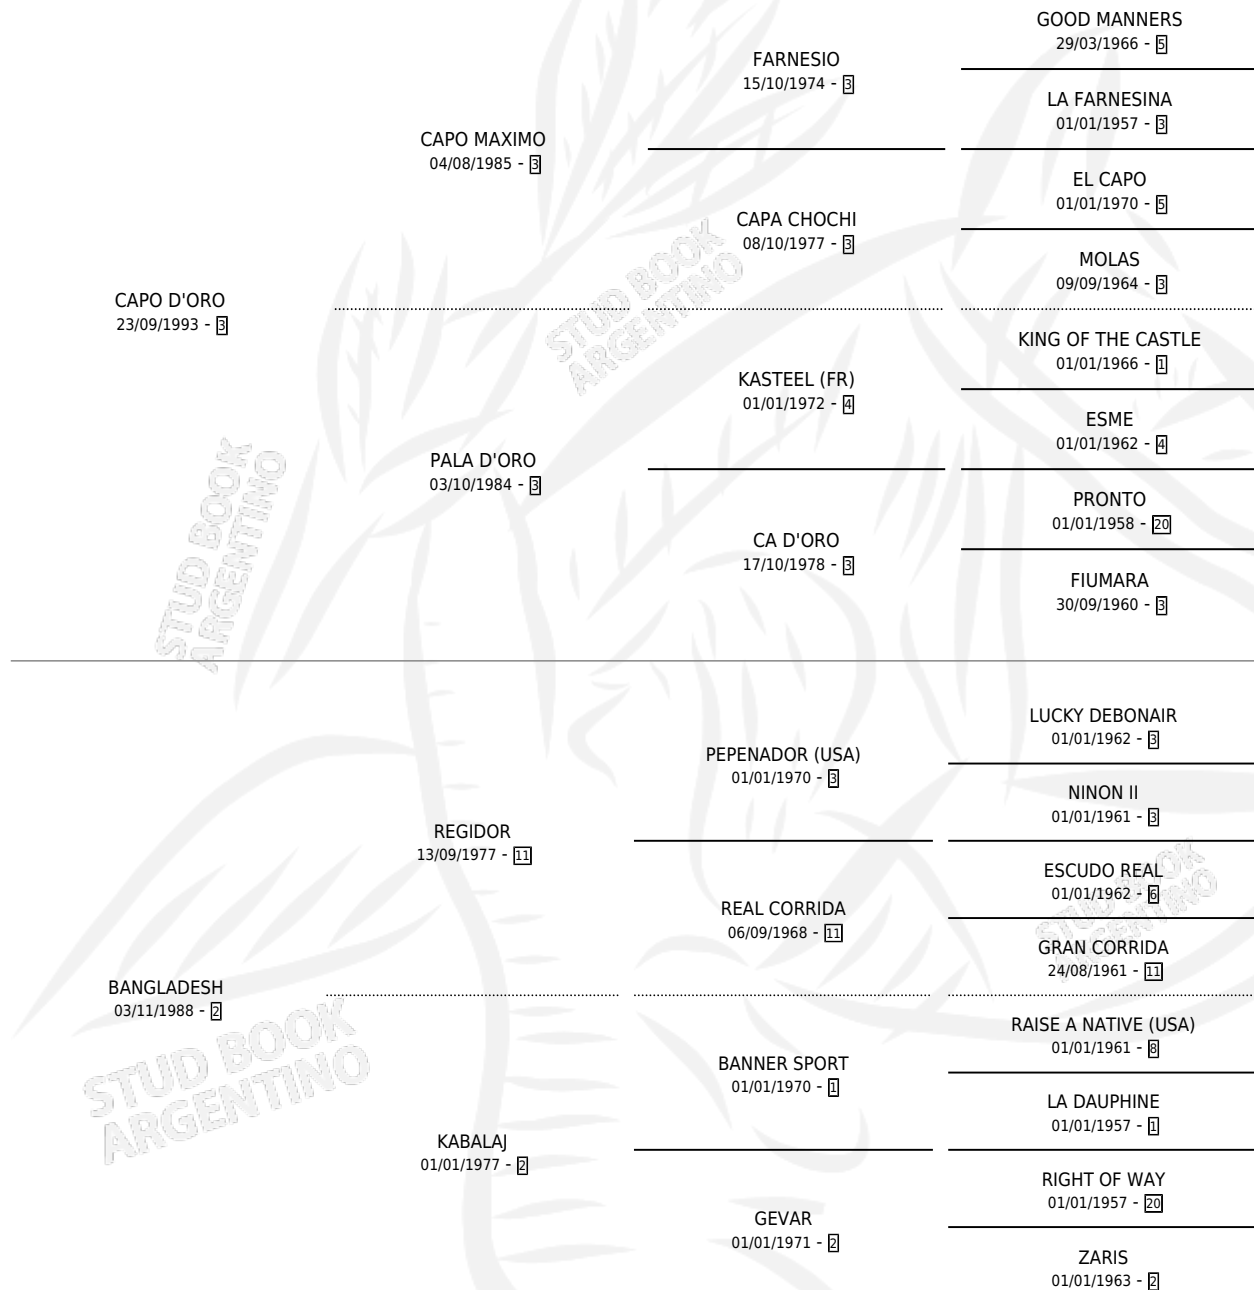 GOOD MANNERS
29/03/1966 - 5
FARNESIO
15/10/1974 - 3
LA FARNESINA
01/01/1957 - 3
CAPO MAXIMO
04/08/1985 - 3
EL CAPO
01/01/1970 - 5
CAPA CHOCHI
08/10/1977 - 3
MOLAS
09/09/1964 - 3
STUD BOOK
ARGENTINO
CAPO D'ORO
23/09/1993 - 3
KING OF THE CASTLE
01/01/1966 - 1
KASTEEL (FR)
01/01/1972 - 4
ESME
01/01/1962 - 4
PALA D'ORO
03/10/1984 - 3
PRONTO
01/01/1958 - 20
CA D'ORO
17/10/1978 - 3
FIUMARA
30/09/1960 - 3
STUD BOOK
ARGENTINO
LUCKY DEBONAIR
01/01/1962 - 3
PEPENADOR (USA)
01/01/1970 - 3
NINON II
01/01/1961 - 3
REGIDOR
13/09/1977 - 11
ESCUDO REAL
01/01/1962 - 6
REAL CORRIDA
06/09/1968 - 11
GRAN CORRIDA
24/08/1961 - 11
STUD BOOK
ARGENTINO
BANGLADESH
03/11/1988 - 2
RAISE A NATIVE (USA)
01/01/1961 - 8
BANNER SPORT
01/01/1970 - 1
LA DAUPHINE
01/01/1957 - 1
STUD BOOK
ARGENTINO
KABALAJ
01/01/1977 - 2
RIGHT OF WAY
01/01/1957 - 20
GEVAR
01/01/1971 - 2
ZARIS
01/01/1963 - 2